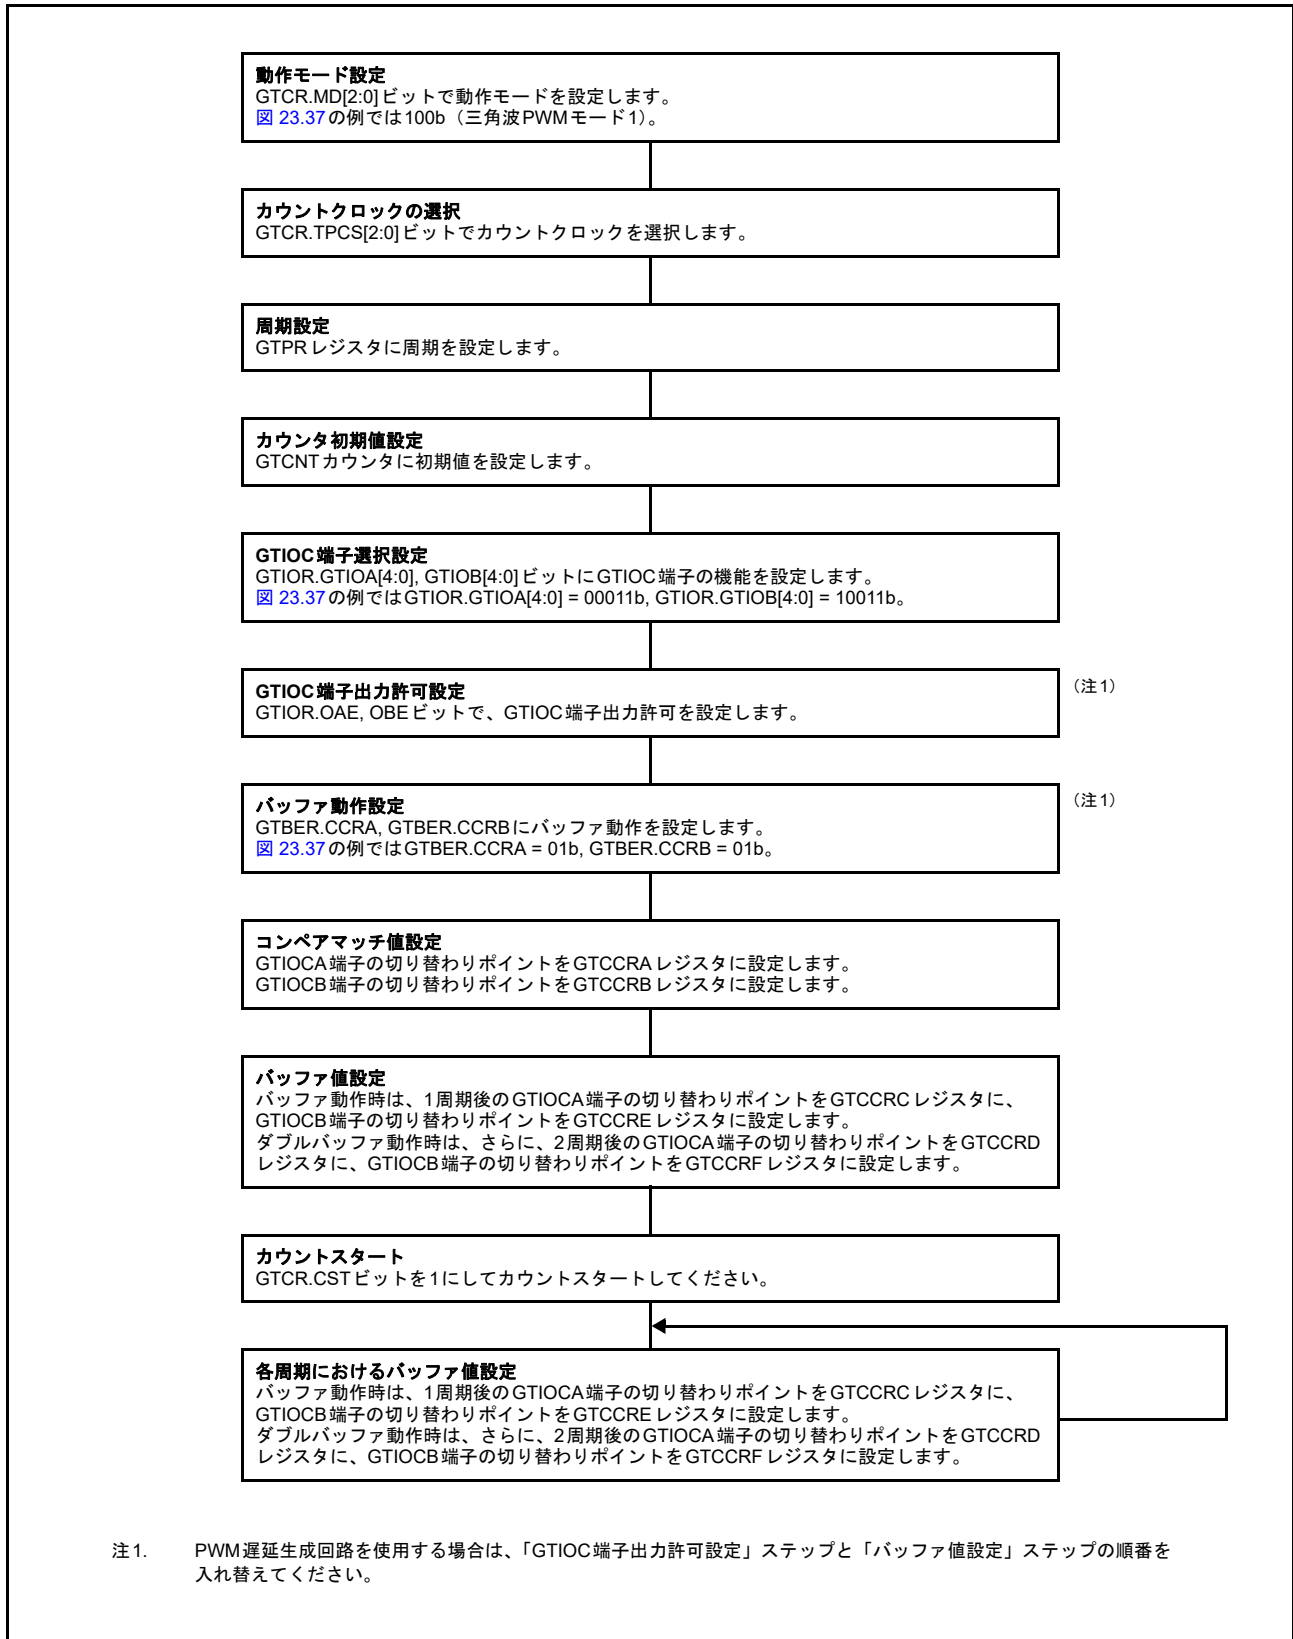 動作モード設定
GTCR.MD[2:0]ビットで動作モードを設定します。
図 23.37の例では100b（三角波PWMモード1）。
カウントクロックの選択
GTCR.TPCS[2:0]ビットでカウントクロックを選択します。
周期設定
GTPRレジスタに周期を設定します。
カウンタ初期値設定
GTCNTカウンタに初期値を設定します。
GTIOC端子選択設定
GTIOR.GTIOA[4:0], GTIOB[4:0]ビットにGTIOC端子の機能を設定します。
図 23.37の例ではGTIOR.GTIOA[4:0] = 00011b, GTIOR.GTIOB[4:0] = 10011b。
GTIOC端子出力許可設定
GTIOR.OAE, OBEビットで、GTIOC端子出力許可を設定します。
（注1）
バッファ動作設定
GTBER.CCRA, GTBER.CCRBにバッファ動作を設定します。
図 23.37の例ではGTBER.CCRA = 01b, GTBER.CCRB = 01b。
（注1）
コンペアマッチ値設定
GTIOCA端子の切り替わりポイントをGTCCRAレジスタに設定します。
GTIOCB端子の切り替わりポイントをGTCCRBレジスタに設定します。
バッファ値設定
バッファ動作時は、1周期後のGTIOCA端子の切り替わりポイントをGTCCRCレジスタに、
GTIOCB端子の切り替わりポイントをGTCCREレジスタに設定します。
ダブルバッファ動作時は、さらに、2周期後のGTIOCA端子の切り替わりポイントをGTCCRD
レジスタに、GTIOCB端子の切り替わりポイントをGTCCRFレジスタに設定します。
カウントスタート
GTCR.CSTビットを1にしてカウントスタートしてください。
各周期におけるバッファ値設定
バッファ動作時は、1周期後のGTIOCA端子の切り替わりポイントをGTCCRCレジスタに、
GTIOCB端子の切り替わりポイントをGTCCREレジスタに設定します。
ダブルバッファ動作時は、さらに、2周期後のGTIOCA端子の切り替わりポイントをGTCCRD
レジスタに、GTIOCB端子の切り替わりポイントをGTCCRFレジスタに設定します。
注1. PWM遅延生成回路を使用する場合は、「GTIOC端子出力許可設定」ステップと「バッファ値設定」ステップの順番を
入れ替えてください。